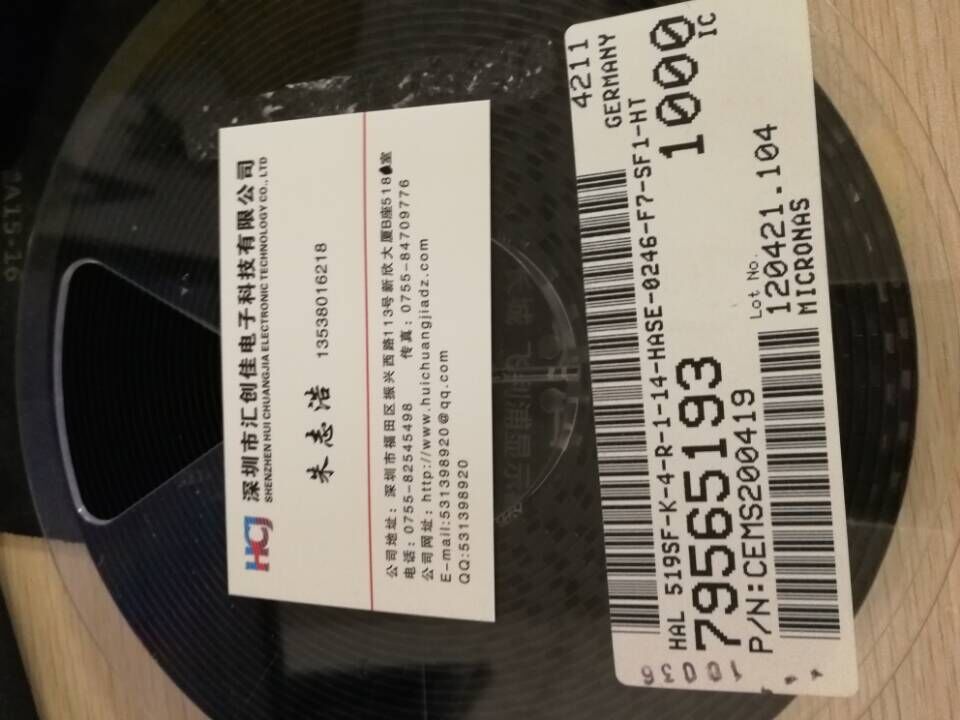 HCJ
深圳市汇创佳电子科技有限公司
SHENZHEN HUI CHUANGJIA ELECTRONIC TECHNOLOGY CO., LTD
朱志浩 13538016218
公司地址：深圳市福田区振兴西路113号新欣大厦B座518室
电话：0755-82545498 传真：0755-84709776
公司网址：http://www.huichuangjiadz.com
E-mail:531398920@qq.com
QQ:531398920
4211
GERMANY
HAL 519SF-K-4-R-1-14-HASE-0246-F7-SF1-HT
79565193
1000
IC
P/N:CEMS200419
Lot No.
120421.104
MICRONAS